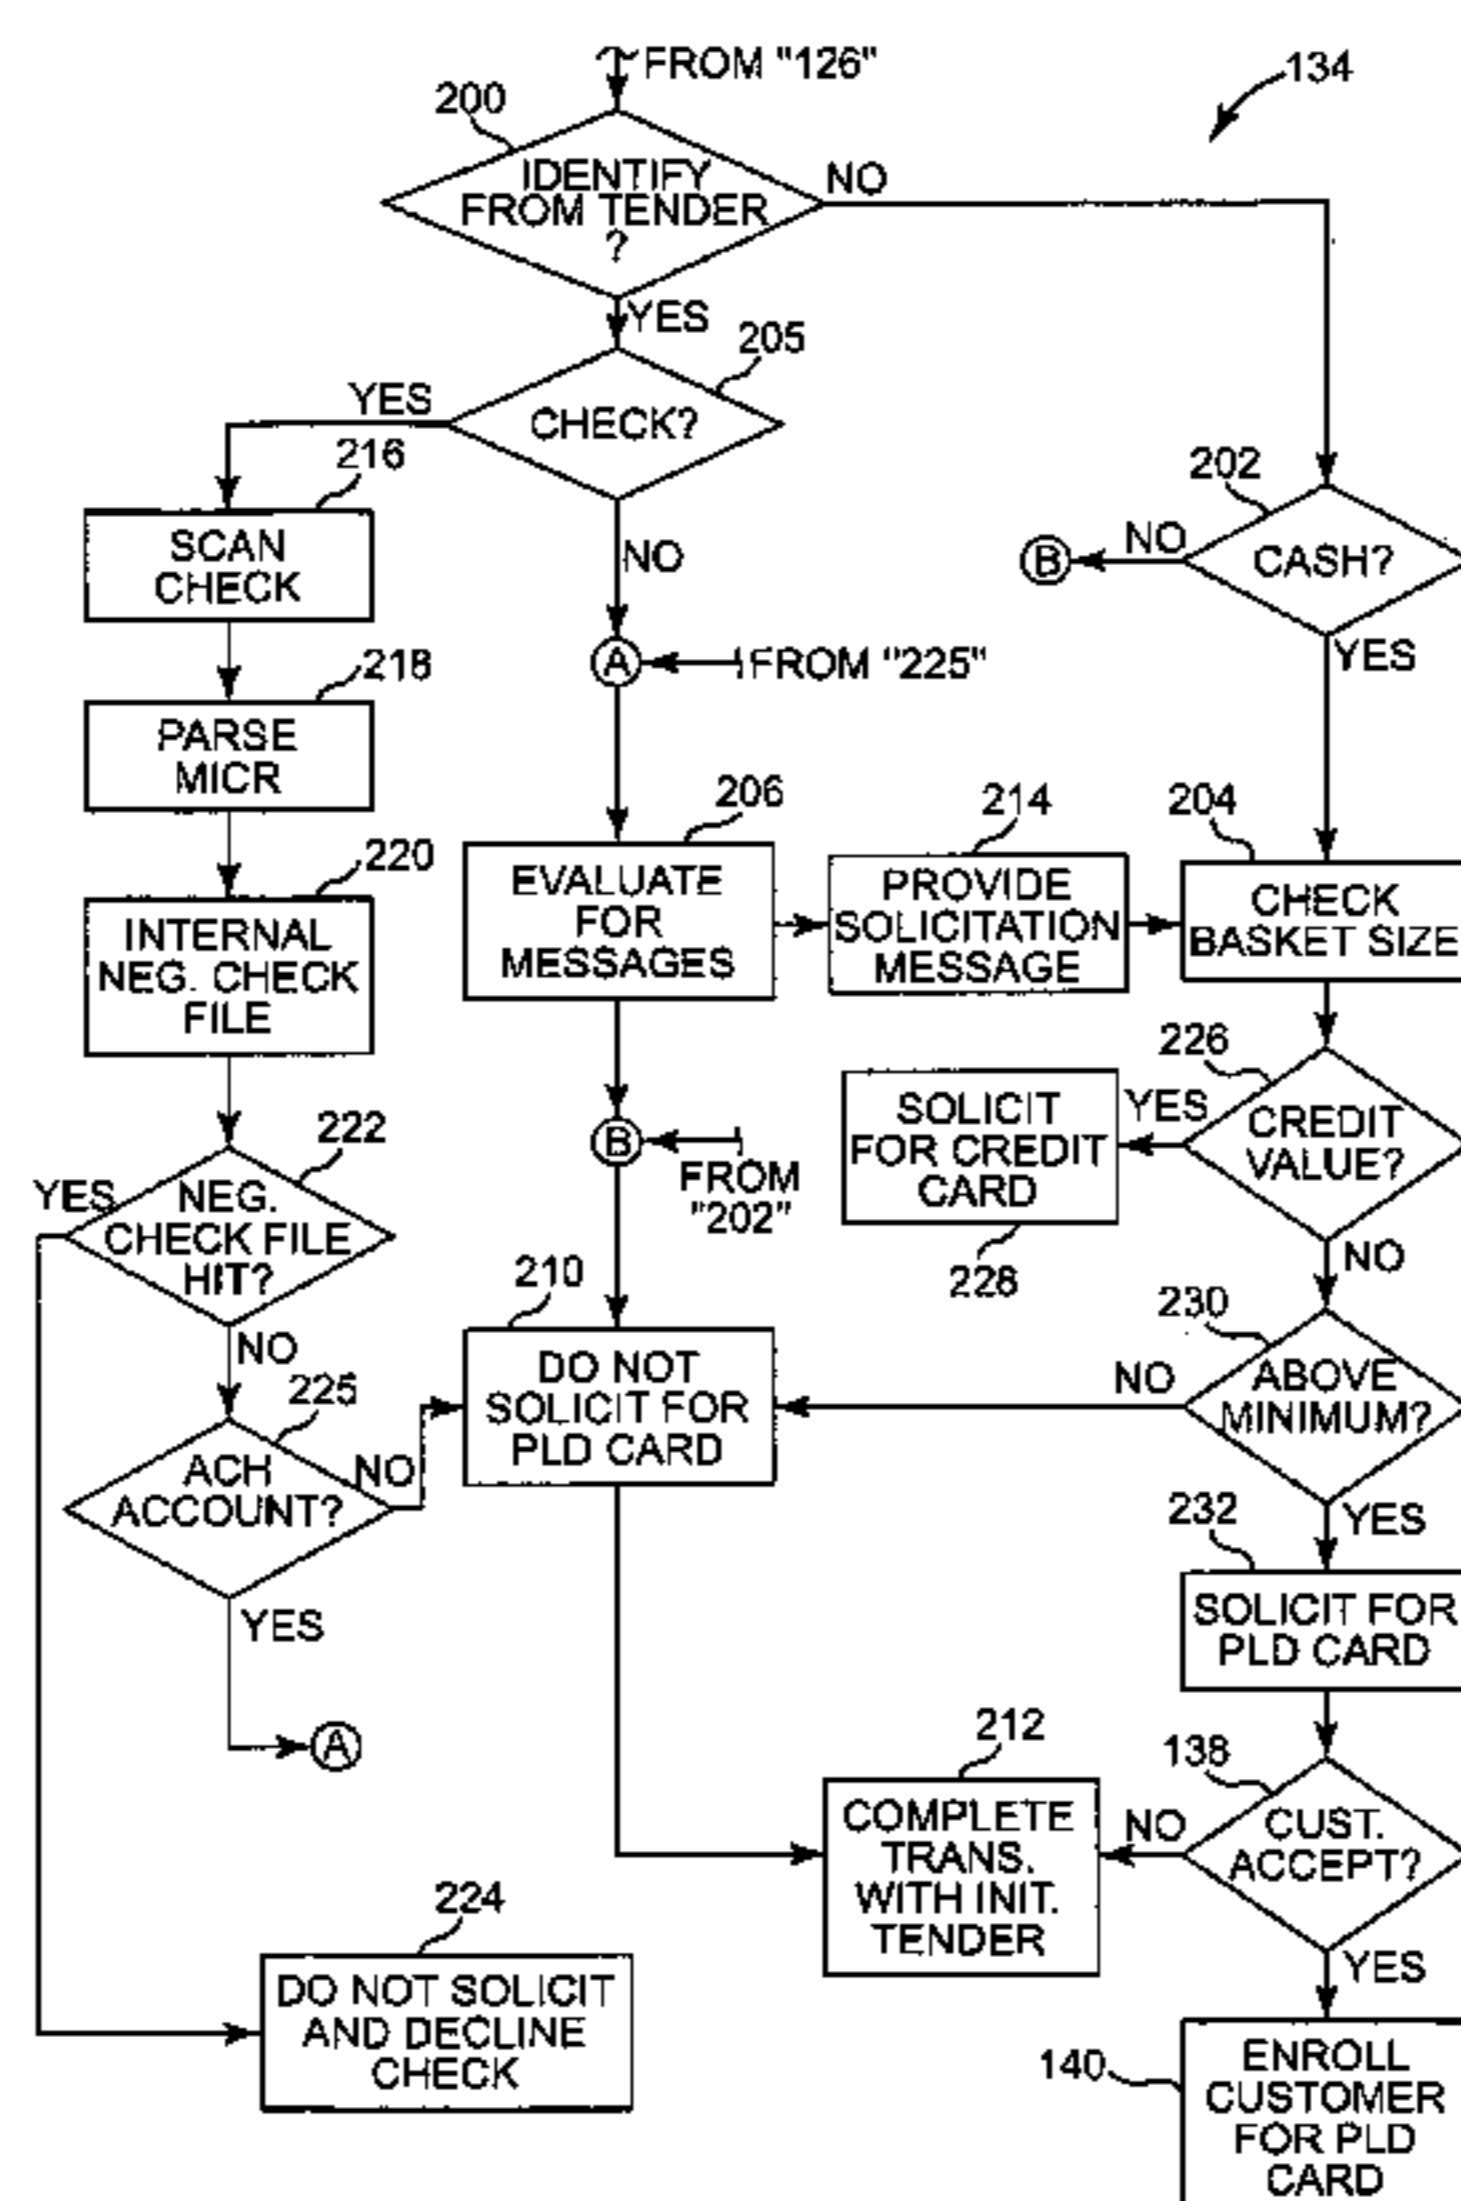 FROM "126"
134
200
IDENTIFY
FROM TENDER
?
NO
YES
205
CHECK?
YES
NO
216
SCAN
CHECK
218
PARSE
MICR
220
INTERNAL
NEG. CHECK
FILE
222
YES
NEG.
CHECK FILE
HIT?
NO
225
ACH
ACCOUNT?
NO
YES
A
224
DO NOT SOLICIT
AND DECLINE
CHECK
A
FROM "225"
206
EVALUATE
FOR
MESSAGES
214
PROVIDE
SOLICITATION
MESSAGE
B
FROM
"202"
210
DO NOT
SOLICIT FOR
PLD CARD
202
CASH?
NO
B
YES
204
CHECK
BASKET SIZE
226
CREDIT
VALUE?
YES
SOLICIT
FOR CREDIT
CARD
228
NO
230
ABOVE
MINIMUM?
NO
YES
232
SOLICIT FOR
PLD CARD
138
CUST.
ACCEPT?
NO
212
COMPLETE
TRANS.
WITH INIT.
TENDER
YES
140
ENROLL
CUSTOMER
FOR PLD
CARD